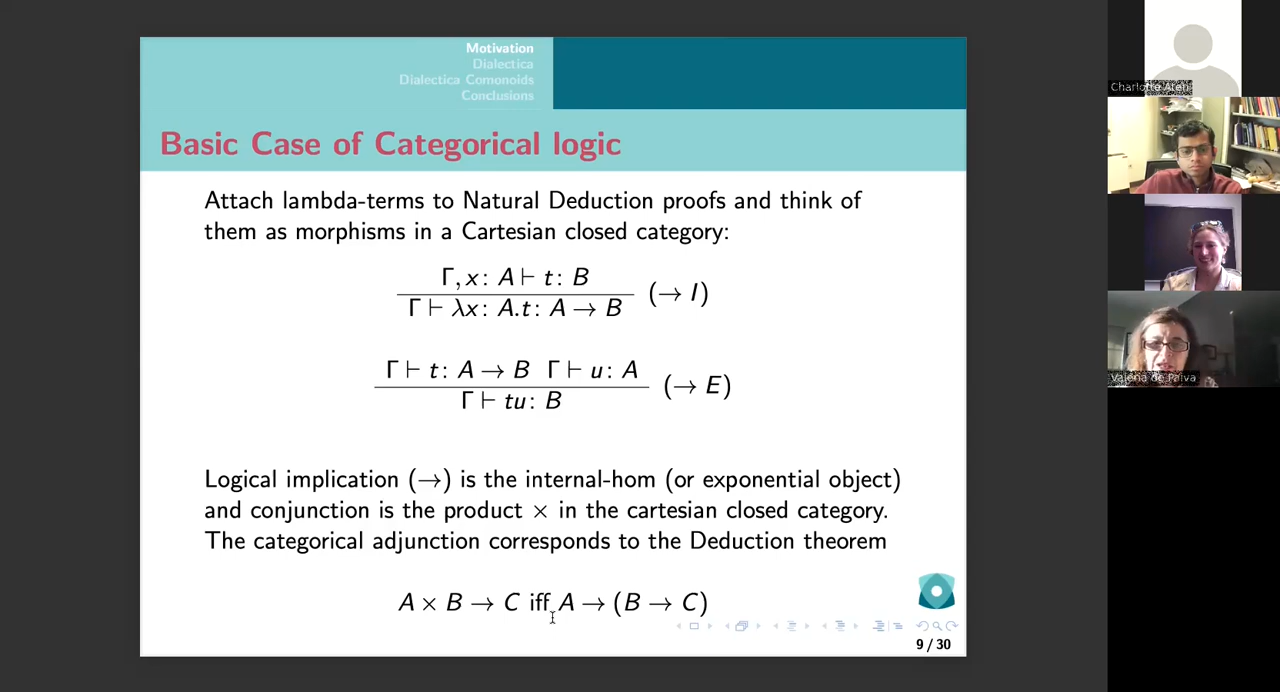 Motivation
Dialectica
Dialectica Comonoids
Conclusions
Basic Case of Categorical logic
Attach lambda-terms to Natural Deduction proofs and think of
them as morphisms in a Cartesian closed category:
Γ, x: A ⊢ t: B
Γ ⊢ λx: A.t: A → B
(→ I)
Γ ⊢ t: A → B Γ ⊢ u: A
Γ ⊢ tu: B
(→ E)
Logical implication (→) is the internal-hom (or exponential object)
and conjunction is the product × in the cartesian closed category.
The categorical adjunction corresponds to the Deduction theorem
A × B → C iff A → (B → C)
9 / 30
Charlotte Aten
Valeria de Paiva